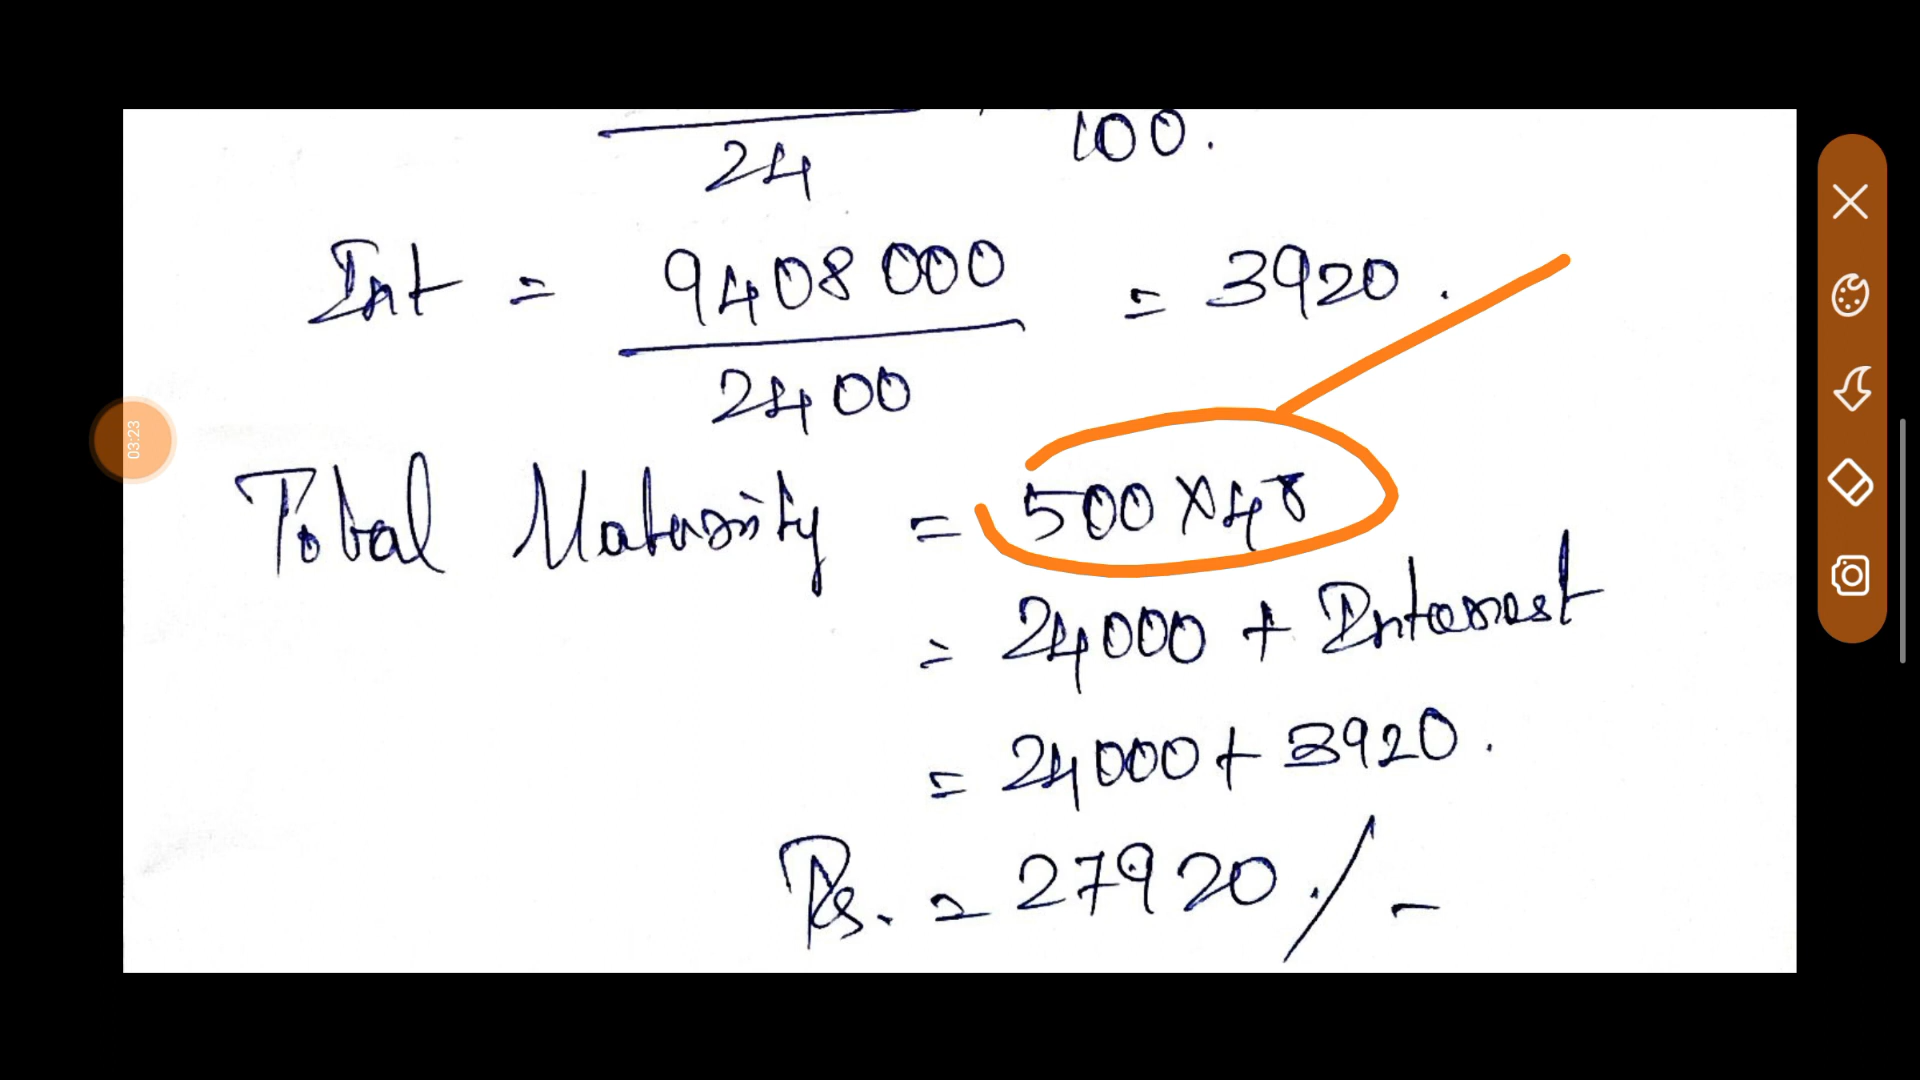 24 100.
Int = 9408000 / 2400 = 3920.
03:23
Total Maturity = 500 × 48
= 24000 + Interest
= 24000 + 3920.
Rs. = 27920./-